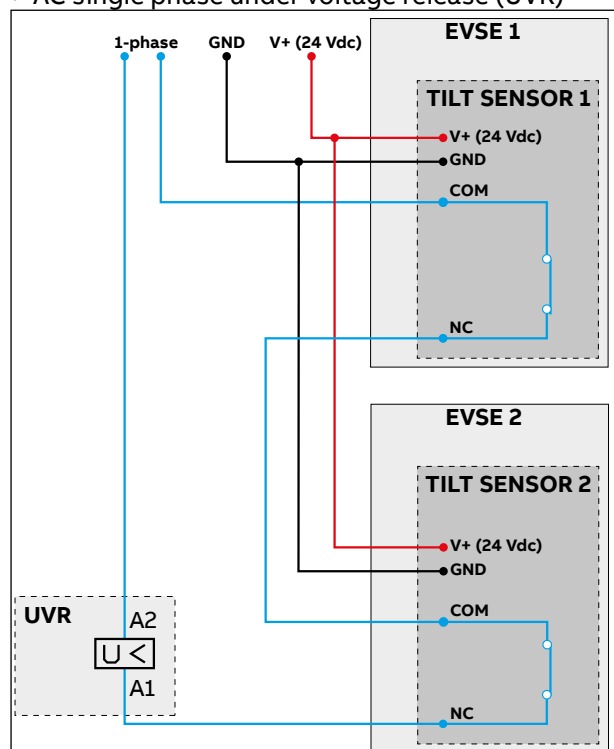 AC single phase under voltage release (UVR)
EVSE 1
1-phase GND V+ (24 Vdc)
TILT SENSOR 1
V+ (24 Vdc)
GND
COM
NC
EVSE 2
TILT SENSOR 2
V+ (24 Vdc)
GND
COM
UVR
A2
U<
A1
NC